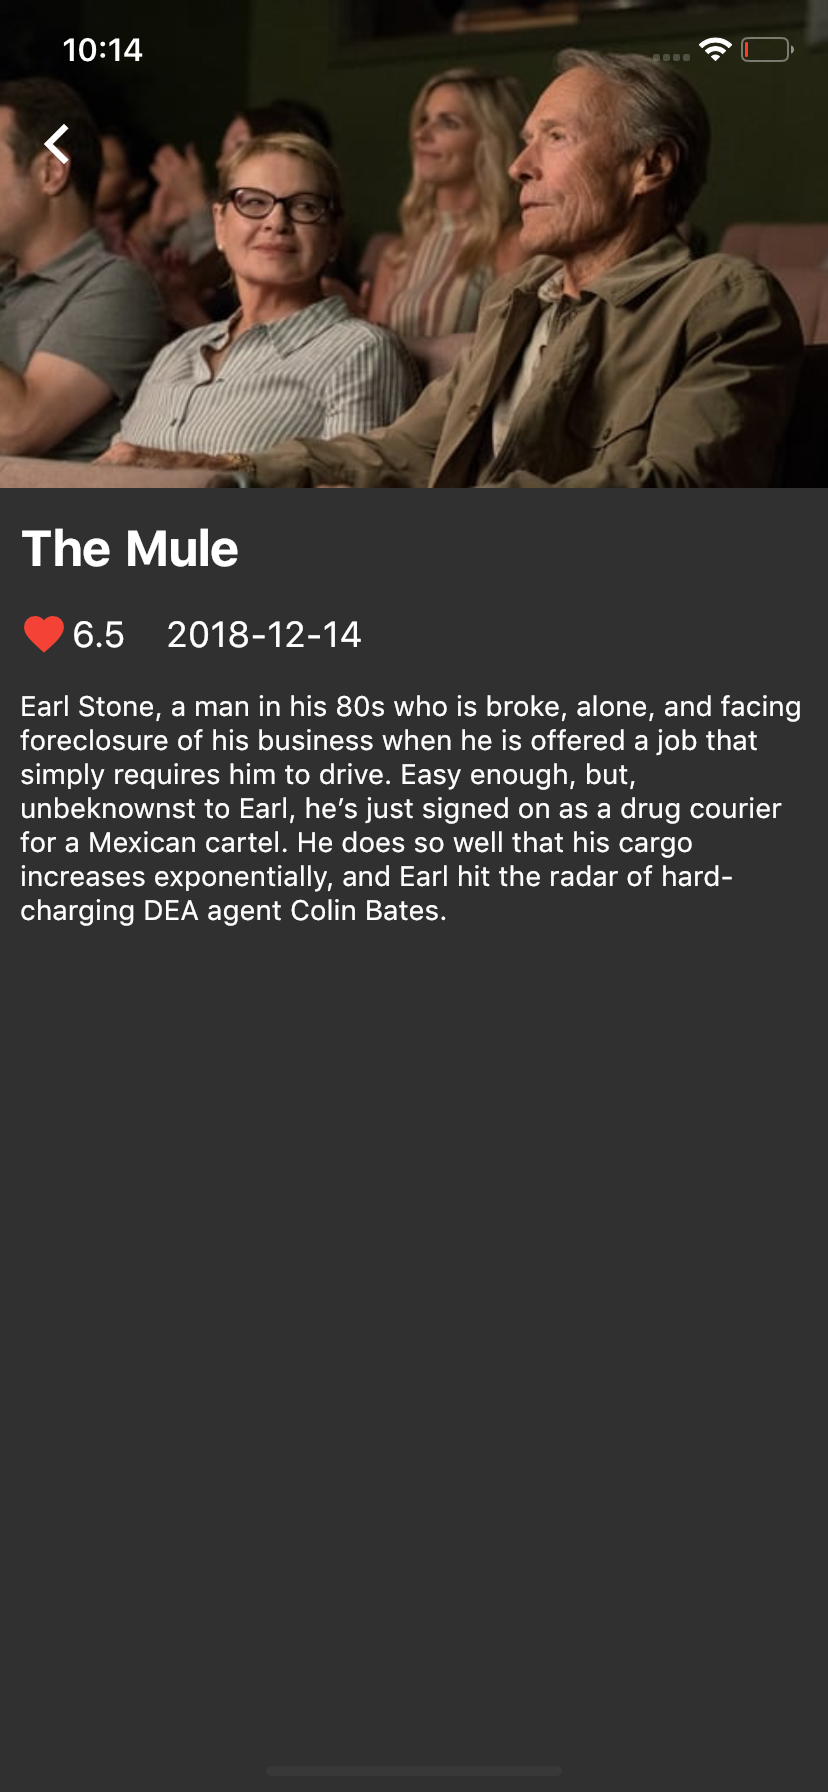 10:14
The Mule
6.5 2018-12-14
Earl Stone, a man in his 80s who is broke, alone, and facing
foreclosure of his business when he is offered a job that
simply requires him to drive. Easy enough, but,
unbeknownst to Earl, he’s just signed on as a drug courier
for a Mexican cartel. He does so well that his cargo
increases exponentially, and Earl hit the radar of hard-
charging DEA agent Colin Bates.